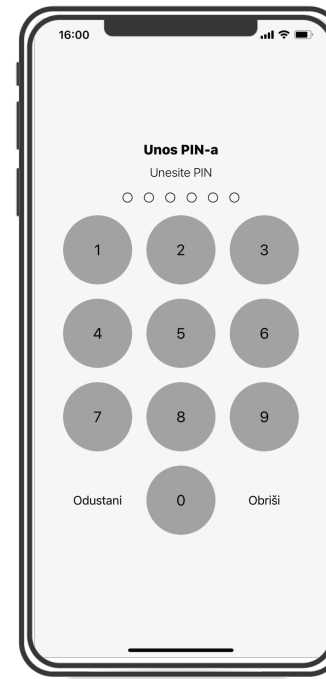 16:00
Unos PIN-a
Unesite PIN
1 2 3
4 5 6
7 8 9
Odustani 0 Obriši